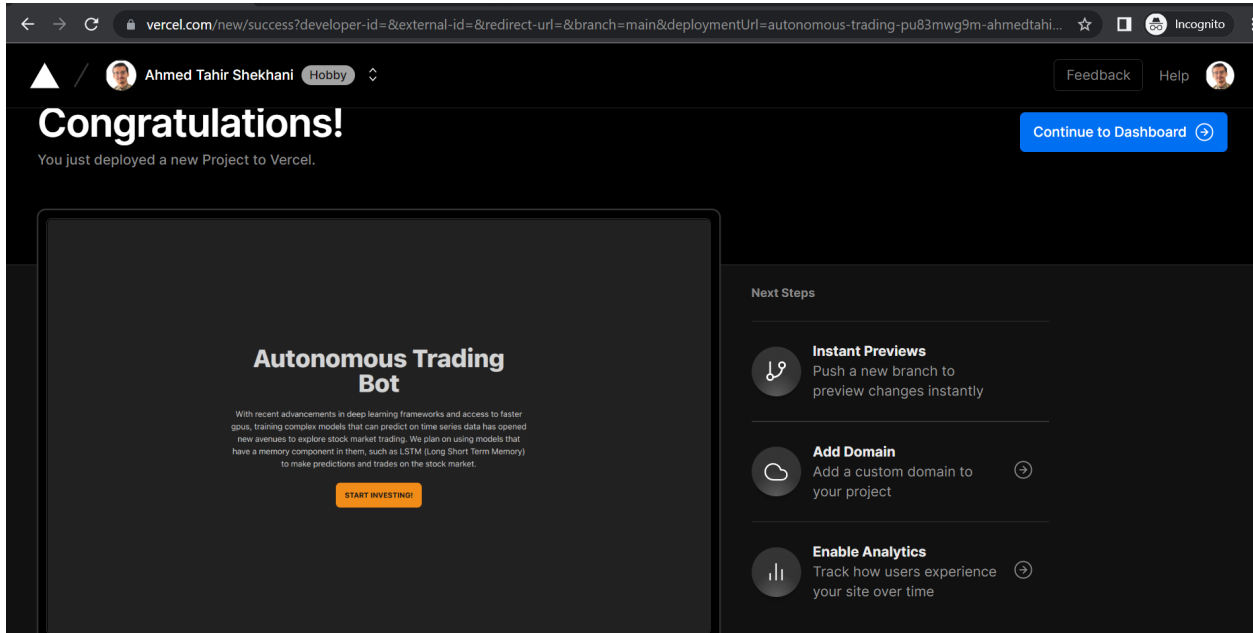 vercel.com/new/success?developer-id=&external-id=&redirect-url=&branch=main&deploymentUrl=autonomous-trading-pu83mwg9m-ahmedtahi...
Incognito
Ahmed Tahir Shekhani Hobby
Feedback
Help
Congratulations!
Continue to Dashboard
You just deployed a new Project to Vercel.
Autonomous Trading
Bot
With recent advancements in deep learning frameworks and access to faster
gpus, training complex models that can predict on time series data has opened
new avenues to explore stock market trading. We plan on using models that
have a memory component in them, such as LSTM (Long Short Term Memory)
to make predictions and trades on the stock market.
START INVESTING!
Next Steps
Instant Previews
Push a new branch to
preview changes instantly
Add Domain
Add a custom domain to
your project
Enable Analytics
Track how users experience
your site over time